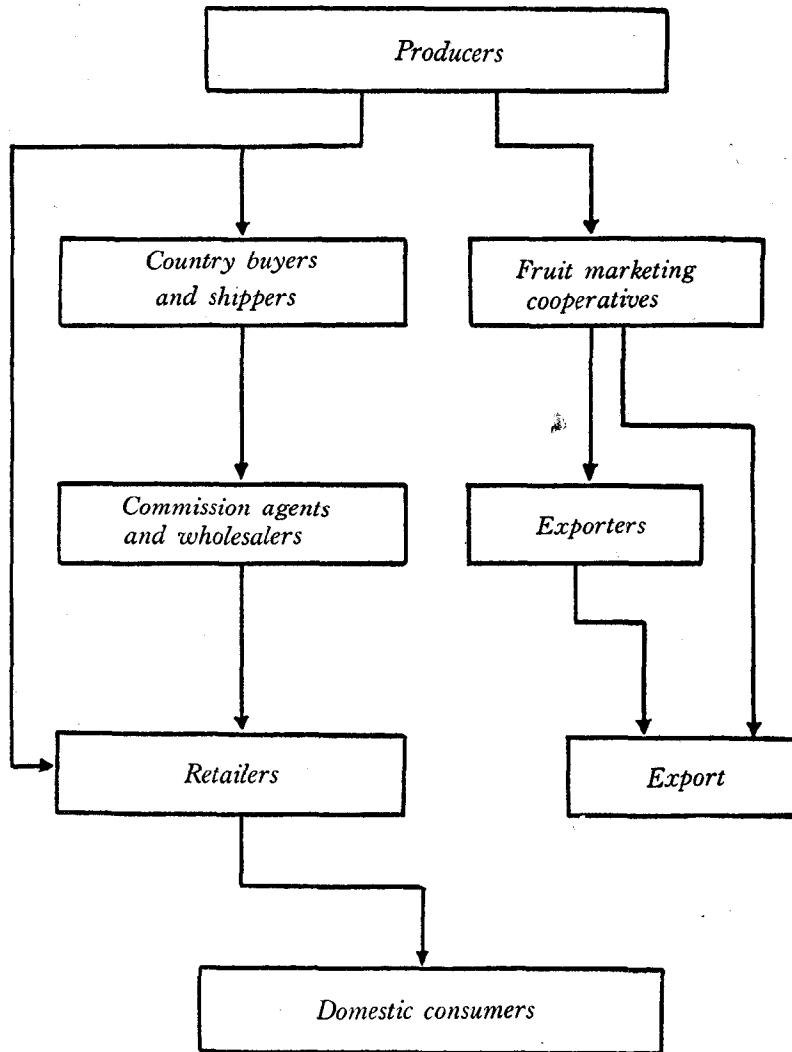 Producers
Country buyers
and shippers
Fruit marketing
cooperatives
Commission agents
and wholesalers
Exporters
Retailers
Export
Domestic consumers